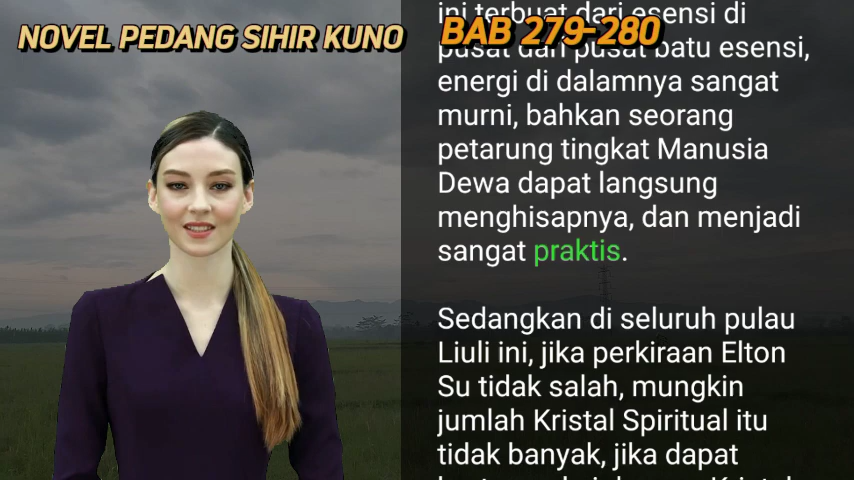 NOVEL PEDANG SIHIR KUNO
BAB 279-280
ini terbuat dari esensi di
pusat dari pusat batu esensi,
energi di dalamnya sangat
murni, bahkan seorang
petarung tingkat Manusia
Dewa dapat langsung
menghisapnya, dan menjadi
sangat praktis.
Sedangkan di seluruh pulau
Liuli ini, jika perkiraan Elton
Su tidak salah, mungkin
jumlah Kristal Spiritual itu
tidak banyak, jika dapat